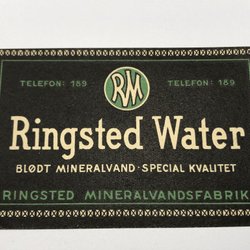 TELEFON: 189 RM TELEFON: 189
Ringsted Water
BLØDT MINERALVAND · SPECIAL KVALITET
RINGSTED MINERALVANDSFABRIK